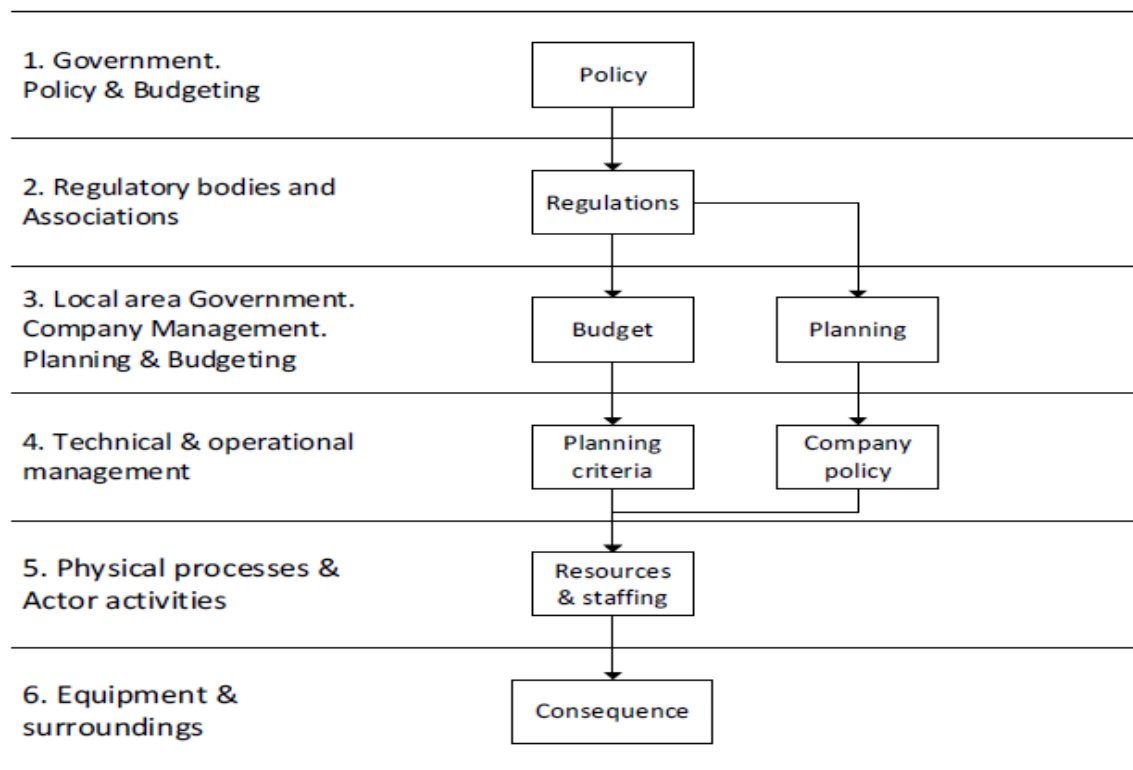 1. Government.
Policy & Budgeting
Policy
2. Regulatory bodies and
Associations
Regulations
3. Local area Government.
Company Management.
Planning & Budgeting
Budget
Planning
4. Technical & operational
management
Planning
criteria
Company
policy
5. Physical processes &
Actor activities
Resources
& staffing
6. Equipment &
surroundings
Consequence